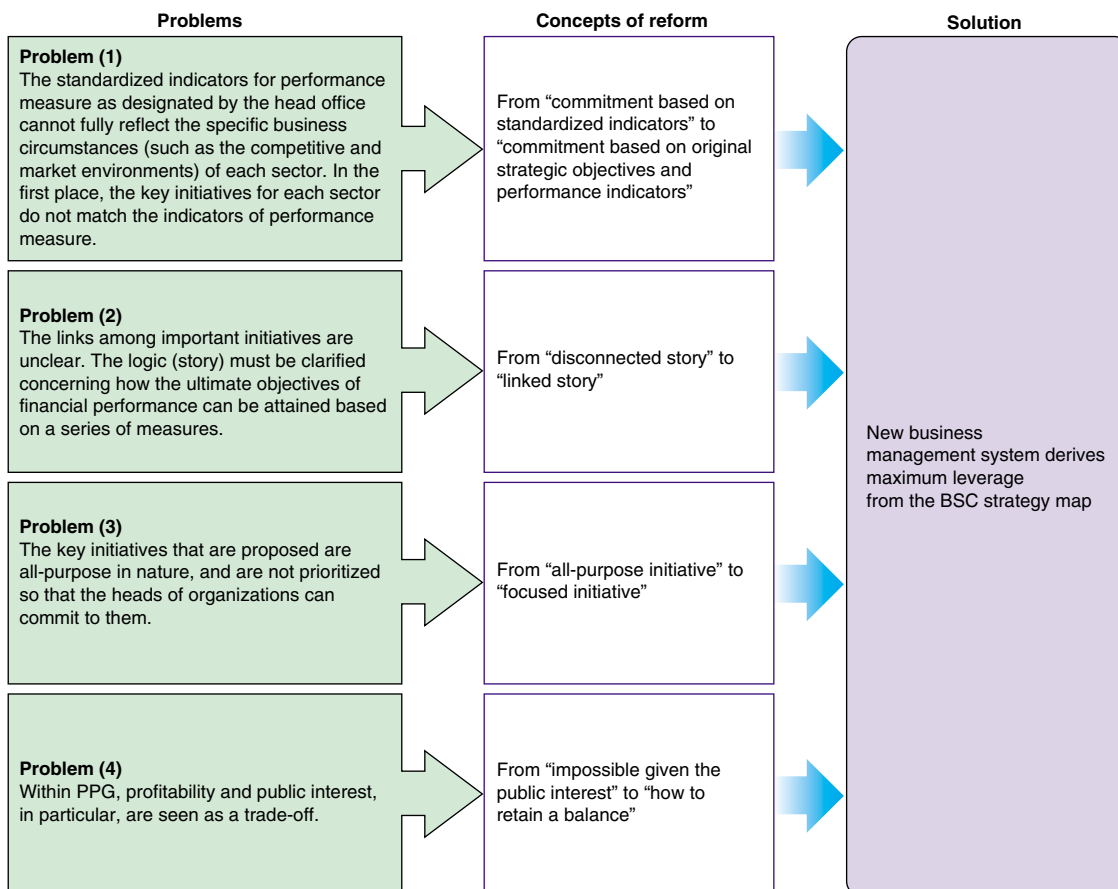 Problems
Concepts of reform
Solution
Problem (1)
The standardized indicators for performance
measure as designated by the head office
cannot fully reflect the specific business
circumstances (such as the competitive and
market environments) of each sector. In the
first place, the key initiatives for each sector
do not match the indicators of performance
measure.
From “commitment based on
standardized indicators” to
“commitment based on original
strategic objectives and
performance indicators”
Problem (2)
The links among important initiatives are
unclear. The logic (story) must be clarified
concerning how the ultimate objectives of
financial performance can be attained based
on a series of measures.
From “disconnected story” to
“linked story”
Problem (3)
The key initiatives that are proposed are
all-purpose in nature, and are not prioritized
so that the heads of organizations can
commit to them.
From “all-purpose initiative” to
“focused initiative”
Problem (4)
Within PPG, profitability and public interest,
in particular, are seen as a trade-off.
From “impossible given the
public interest” to “how to
retain a balance”
New business
management system derives
maximum leverage
from the BSC strategy map